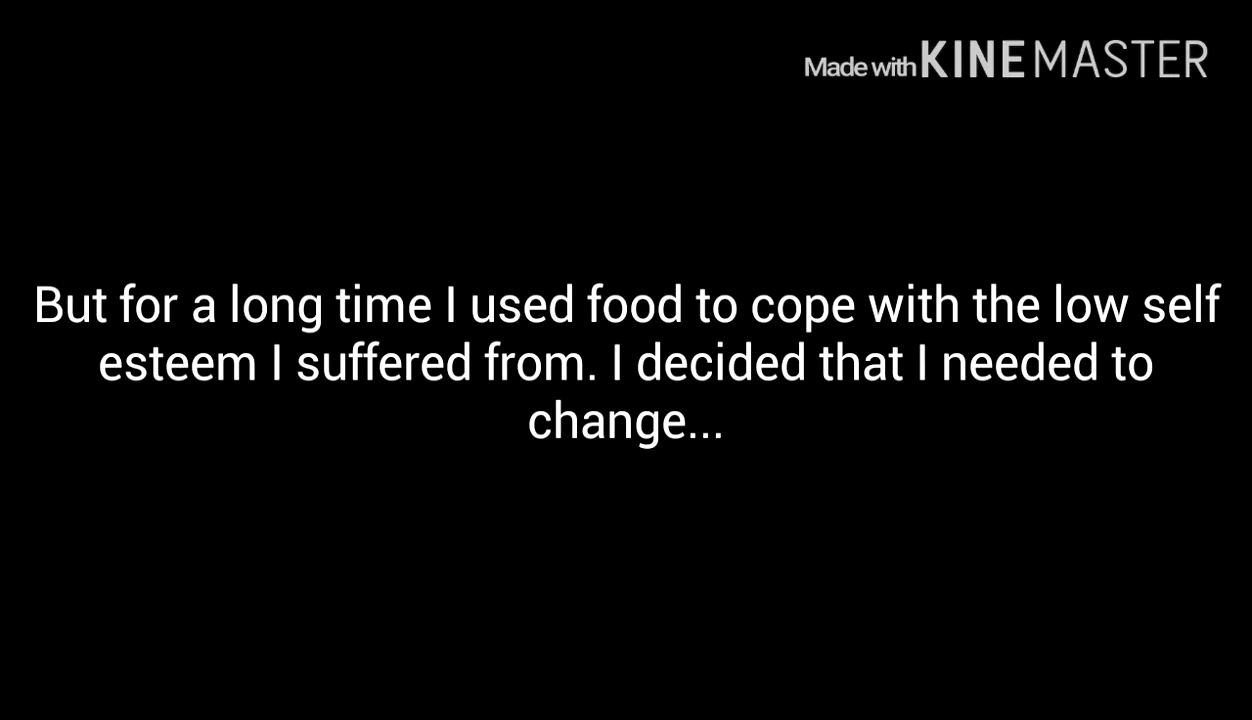 Made with KINEMASTER
But for a long time I used food to cope with the low self
esteem I suffered from. I decided that I needed to
change...